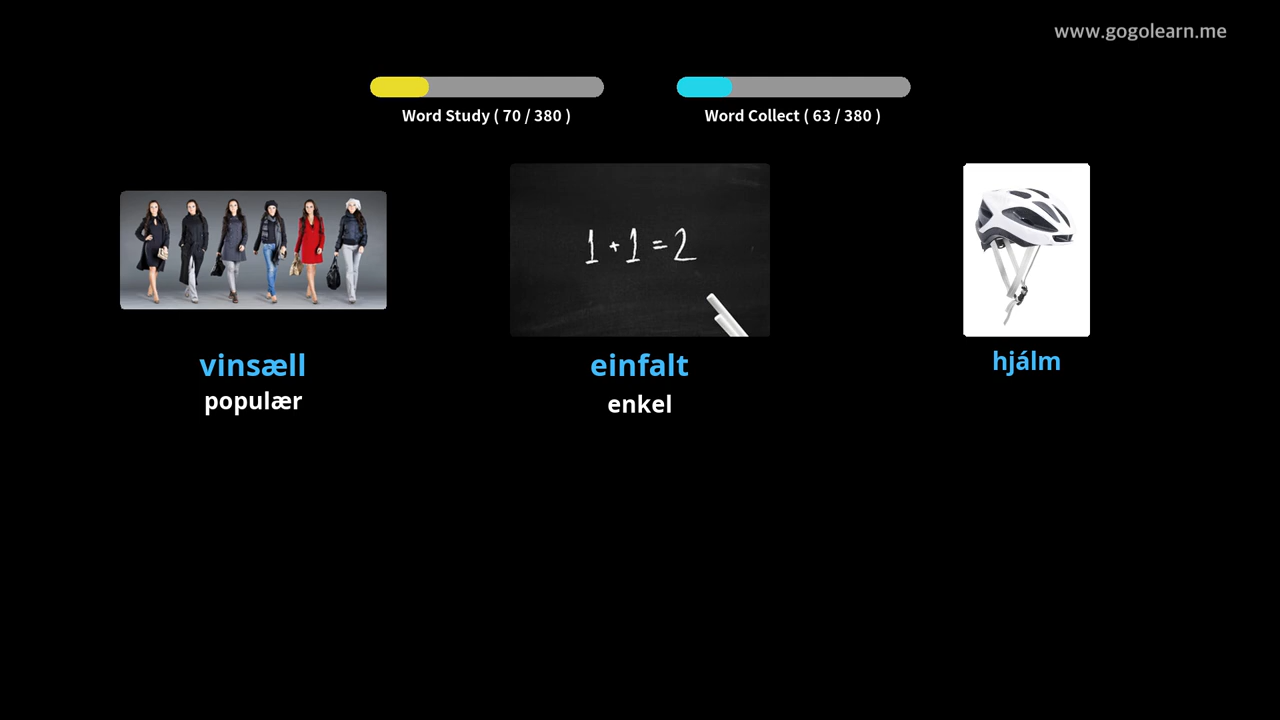 www.gogolearn.me
Word Study ( 70 / 380 )
Word Collect ( 63 / 380 )
1 + 1 = 2
vinsæll
populær
einfalt
enkel
hjálm